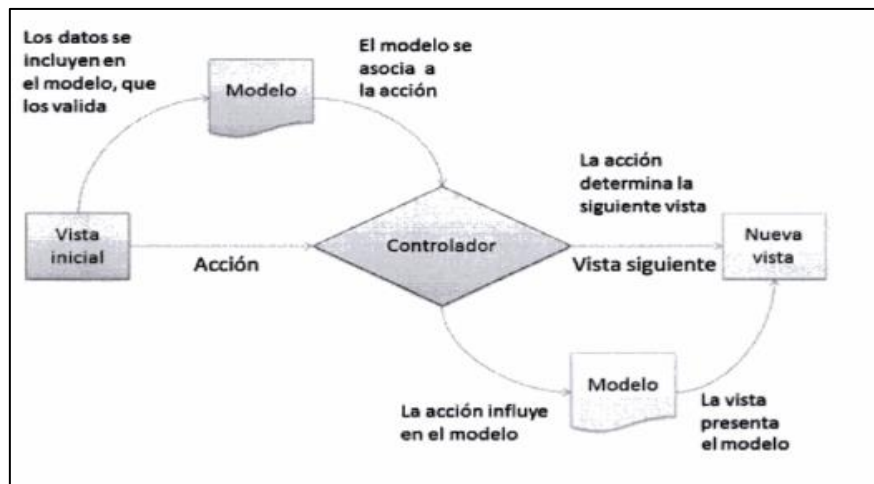 Los datos se
incluyen en
el modelo, que
los valida
Modelo
El modelo se
asocia a
la acción
Vista
inicial
Acción
Controlador
La acción
determina la
siguiente vista
Vista siguiente
Nueva
vista
La acción influye
en el modelo
Modelo
La vista
presenta
el modelo